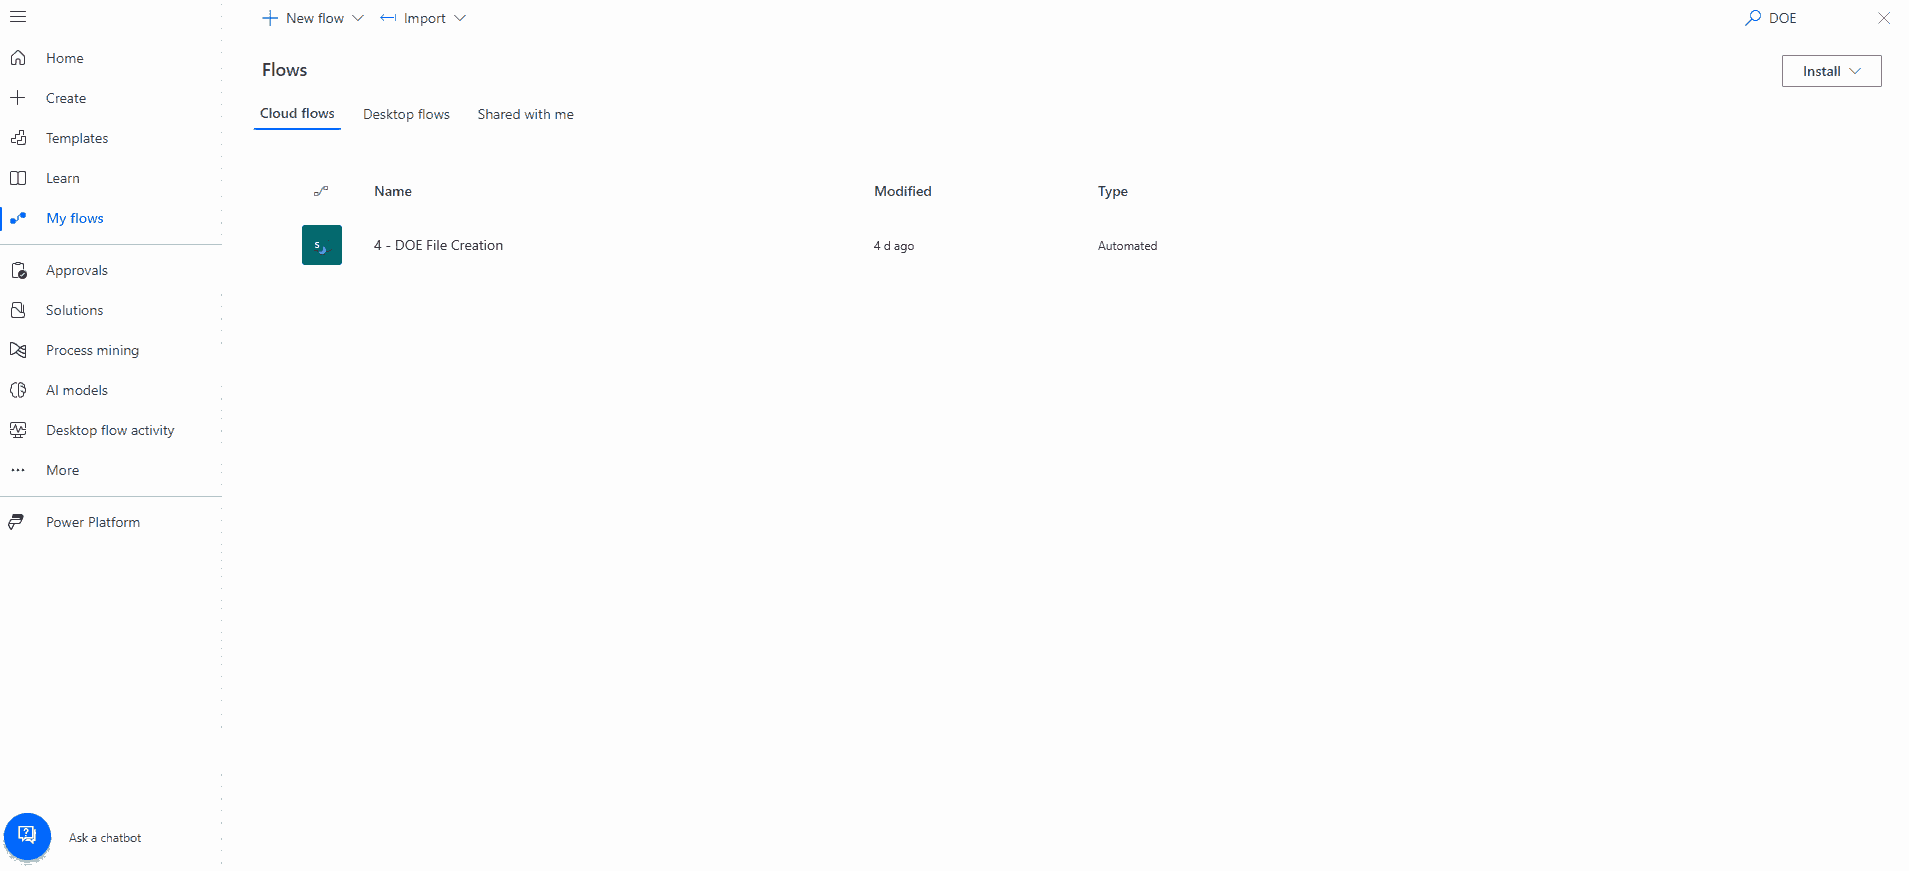 New flow
Import
DOE
Home
Create
Templates
Learn
My flows
Approvals
Solutions
Process mining
AI models
Desktop flow activity
More
Power Platform
Ask a chatbot
Flows
Install
Cloud flows
Desktop flows
Shared with me
Name
Modified
Type
S
4 - DOE File Creation
4 d ago
Automated